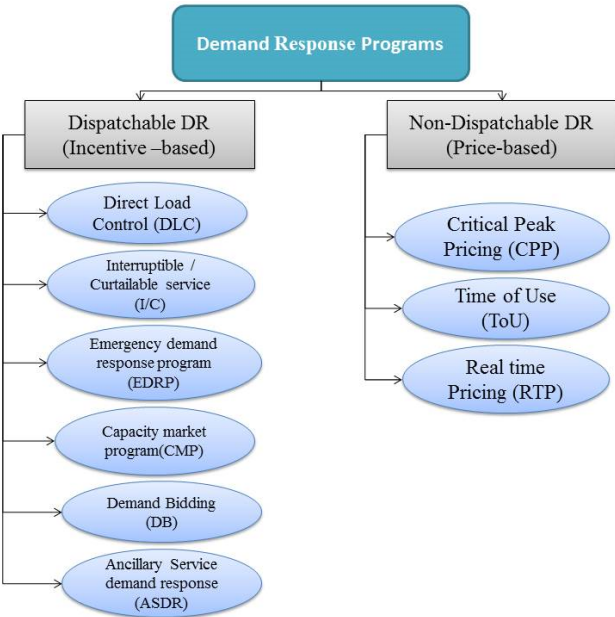 Demand Response Programs
Dispatchable DR
(Incentive –based)
Direct Load
Control (DLC)
Interruptible /
Curtailable service
(I/C)
Emergency demand
response program
(EDRP)
Capacity market
program(CMP)
Demand Bidding
(DB)
Ancillary Service
demand response
(ASDR)
Non-Dispatchable DR
(Price-based)
Critical Peak
Pricing (CPP)
Time of Use
(ToU)
Real time
Pricing (RTP)